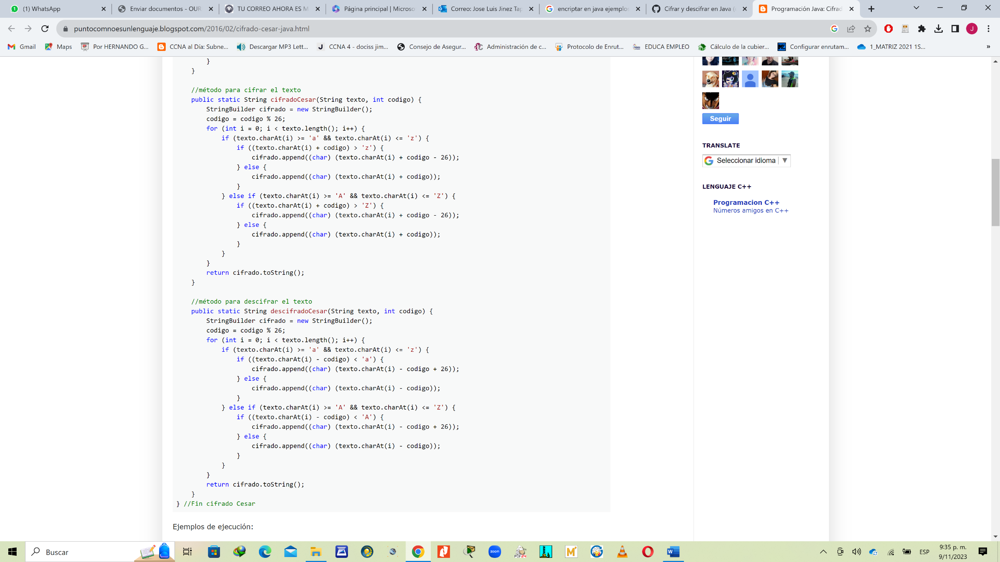 (1) WhatsApp
Enviar documentos - OUR
TU CORREO AHORA ES M
Página principal | Microso
Correo: Jose Luis Jinez Tap
encriptar en java ejemplos
Cifrar y descifrar en Java (
Programación Java: Cifrad
puntocomnoesunlenguaje.blogspot.com/2016/02/cifrado-cesar-java.html
J
Gmail
Maps
Por HERNANDO G...
CCNA al Día: Subne...
Descargar MP3 Lett...
CCNA 4 - dociss jim...
Consejo de Asegur...
Administración de c...
Protocolo de Enrut...
EDUCA EMPLEO
Cálculo de la cubier...
Configurar enrutam...
1_MATRIZ 2021 1S...
»
}
}
//método para cifrar el texto
public static String cifradoCesar(String texto, int codigo) {
StringBuilder cifrado = new StringBuilder();
codigo = codigo % 26;
for (int i = 0; i < texto.length(); i++) {
if (texto.charAt(i) >= 'a' && texto.charAt(i) <= 'z') {
if ((texto.charAt(i) + codigo) > 'z') {
cifrado.append((char) (texto.charAt(i) + codigo - 26));
} else {
cifrado.append((char) (texto.charAt(i) + codigo));
}
} else if (texto.charAt(i) >= 'A' && texto.charAt(i) <= 'Z') {
if ((texto.charAt(i) + codigo) > 'Z') {
cifrado.append((char) (texto.charAt(i) + codigo - 26));
} else {
cifrado.append((char) (texto.charAt(i) + codigo));
}
}
}
return cifrado.toString();
}
//método para descifrar el texto
public static String descifradoCesar(String texto, int codigo) {
StringBuilder cifrado = new StringBuilder();
codigo = codigo % 26;
for (int i = 0; i < texto.length(); i++) {
if (texto.charAt(i) >= 'a' && texto.charAt(i) <= 'z') {
if ((texto.charAt(i) - codigo) < 'a') {
cifrado.append((char) (texto.charAt(i) - codigo + 26));
} else {
cifrado.append((char) (texto.charAt(i) - codigo));
}
} else if (texto.charAt(i) >= 'A' && texto.charAt(i) <= 'Z') {
if ((texto.charAt(i) - codigo) < 'A') {
cifrado.append((char) (texto.charAt(i) - codigo + 26));
} else {
cifrado.append((char) (texto.charAt(i) - codigo));
}
}
}
return cifrado.toString();
}
} //Fin cifrado Cesar
Ejemplos de ejecución:
Seguir
TRANSLATE
Seleccionar idioma
LENGUAJE C++
Programacion C++
Números amigos en C++
Buscar
zoom
PDF24
ESP
9:35 p. m.
9/11/2023